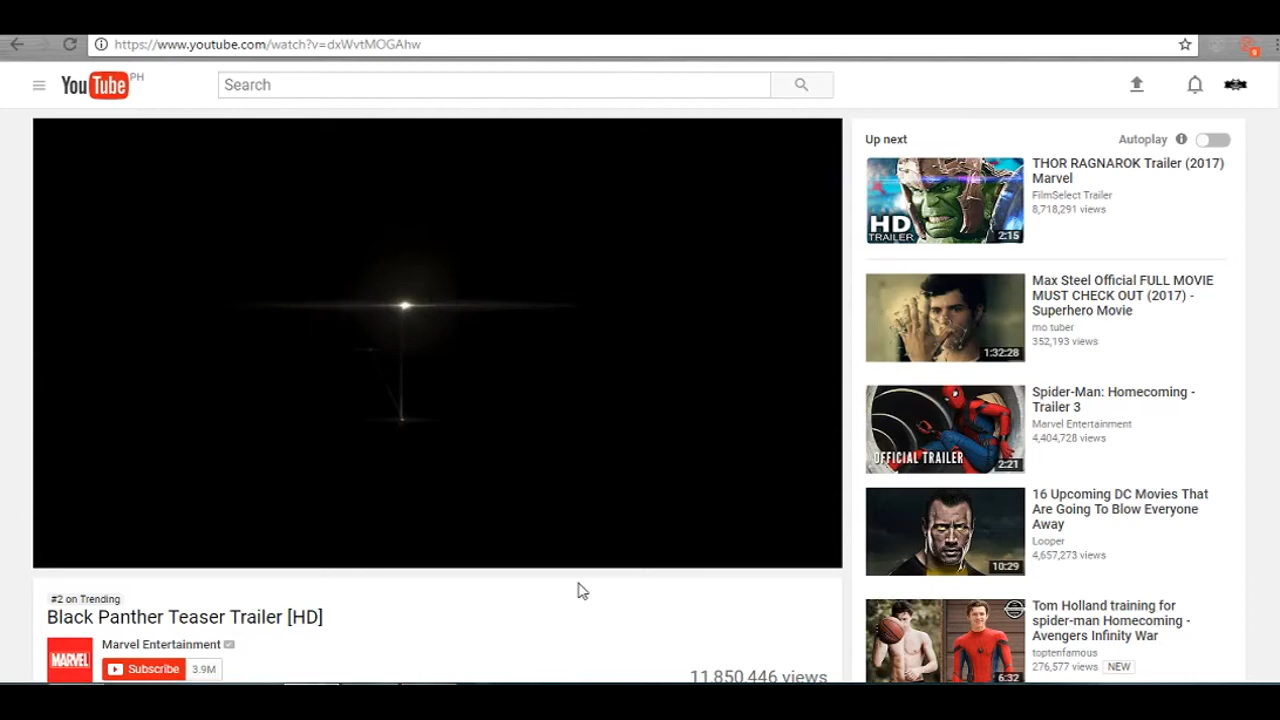 https://www.youtube.com/watch?v=dxWvtMOGAhw
YouTube PH
Search
Up next
Autoplay
THOR RAGNAROK Trailer (2017)
Marvel
FilmSelect Trailer
8,718,291 views
HD
TRAILER
2:15
Max Steel Official FULL MOVIE
MUST CHECK OUT (2017) -
Superhero Movie
mo tuber
352,193 views
1:32:28
Spider-Man: Homecoming -
Trailer 3
Marvel Entertainment
4,404,728 views
OFFICIAL TRAILER
2:21
16 Upcoming DC Movies That
Are Going To Blow Everyone
Away
Looper
4,657,273 views
10:29
Tom Holland training for
spider-man Homecoming -
Avengers Infinity War
toptenfamous
276,577 views NEW
6:32
#2 on Trending
Black Panther Teaser Trailer [HD]
MARVEL
Marvel Entertainment
Subscribe 3.9M
11,850,446 views